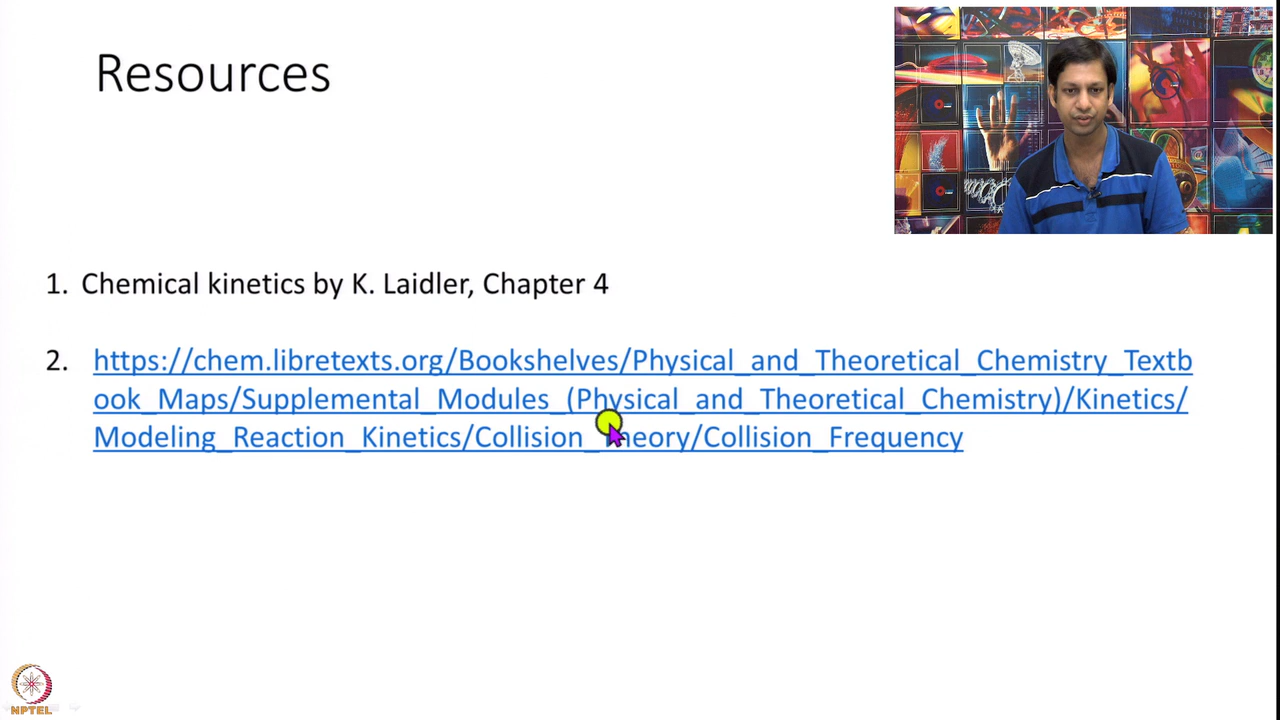 Resources
1. Chemical kinetics by K. Laidler, Chapter 4
2. https://chem.libretexts.org/Bookshelves/Physical_and_Theoretical_Chemistry_Textb
ook_Maps/Supplemental_Modules_(Physical_and_Theoretical_Chemistry)/Kinetics/
Modeling_Reaction_Kinetics/Collision_Theory/Collision_Frequency
NPTEL